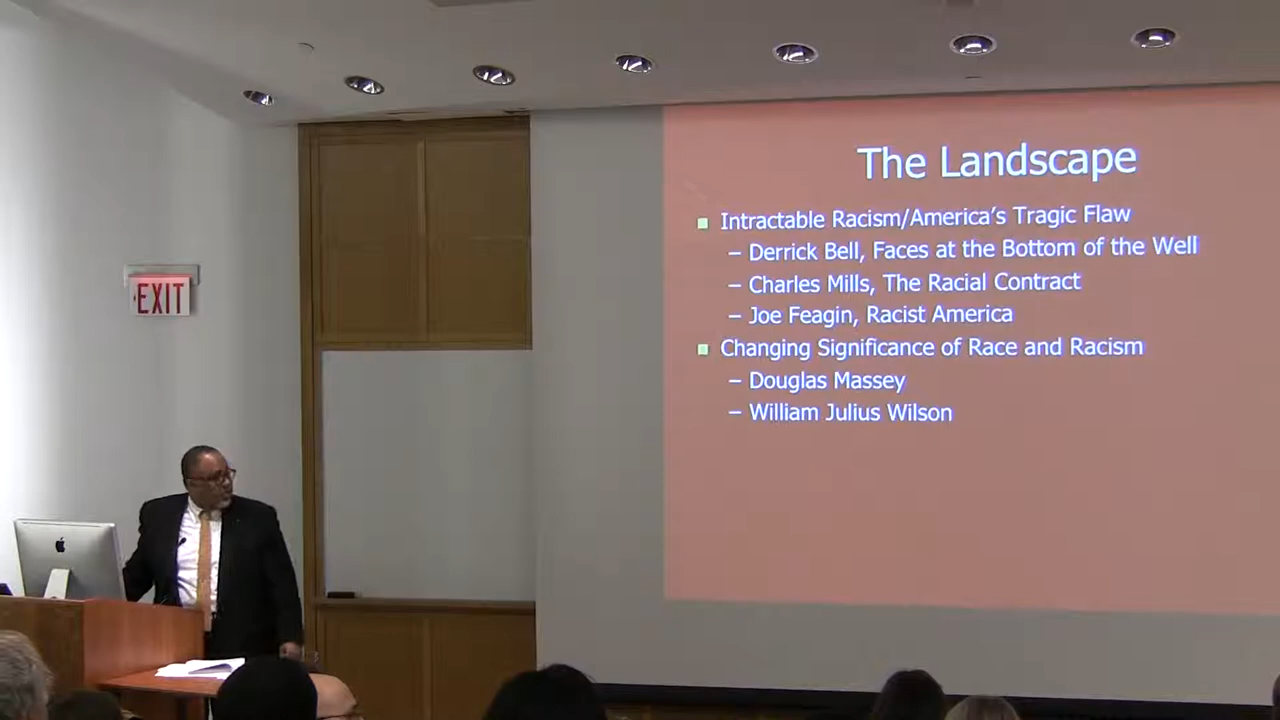 The Landscape
Intractable Racism/America's Tragic Flaw
– Derrick Bell, Faces at the Bottom of the Well
– Charles Mills, The Racial Contract
– Joe Feagin, Racist America
Changing Significance of Race and Racism
– Douglas Massey
– William Julius Wilson
EXIT